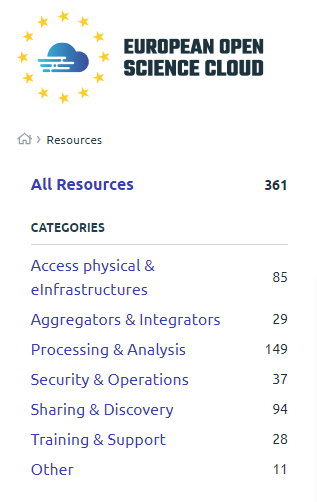 EUROPEAN OPEN
SCIENCE CLOUD
Resources
All Resources 361
CATEGORIES
Access physical &
eInfrastructures 85
Aggregators & Integrators 29
Processing & Analysis 149
Security & Operations 37
Sharing & Discovery 94
Training & Support 28
Other 11